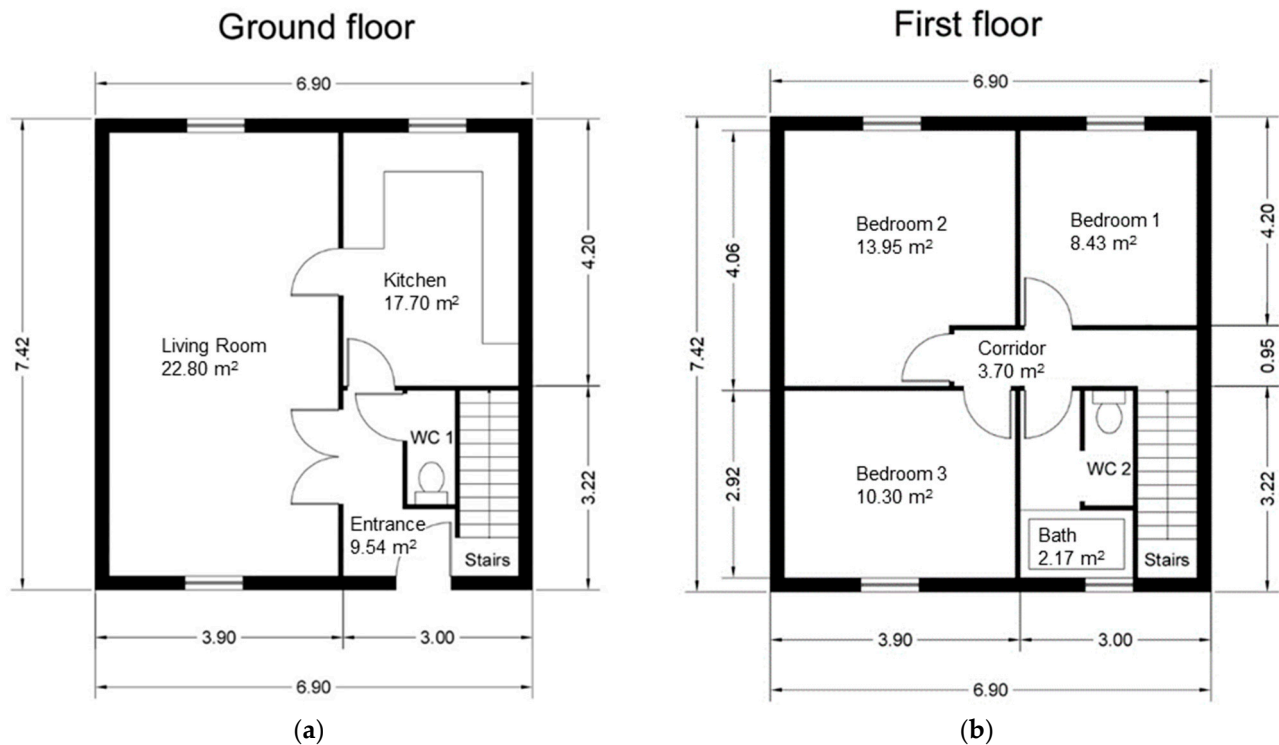 Ground floor
6.90
7.42
4.20
3.22
Living Room
22.80 m²
Kitchen
17.70 m²
WC 1
Entrance
9.54 m²
Stairs
3.90
3.00
6.90
(a)
First floor
6.90
7.42
4.06
2.92
4.20
0.95
3.22
Bedroom 2
13.95 m²
Bedroom 1
8.43 m²
Corridor
3.70 m²
Bedroom 3
10.30 m²
WC 2
Bath
2.17 m²
Stairs
3.90
3.00
6.90
(b)